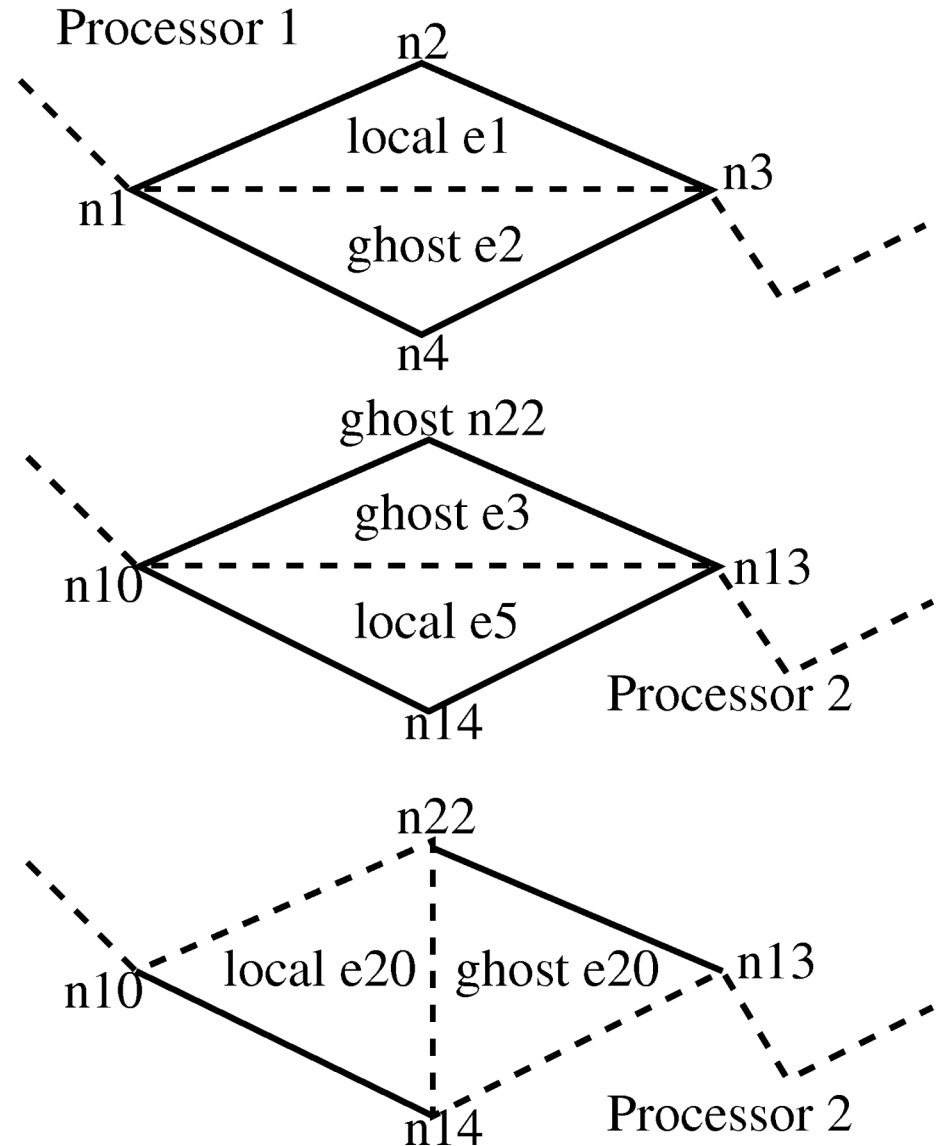 Processor 1
n2
local e1
n3
n1
ghost e2
n4
ghost n22
ghost e3
n13
n10
local e5
Processor 2
n14
n22
local e20 ghost e20 n13
n10
Processor 2
n14